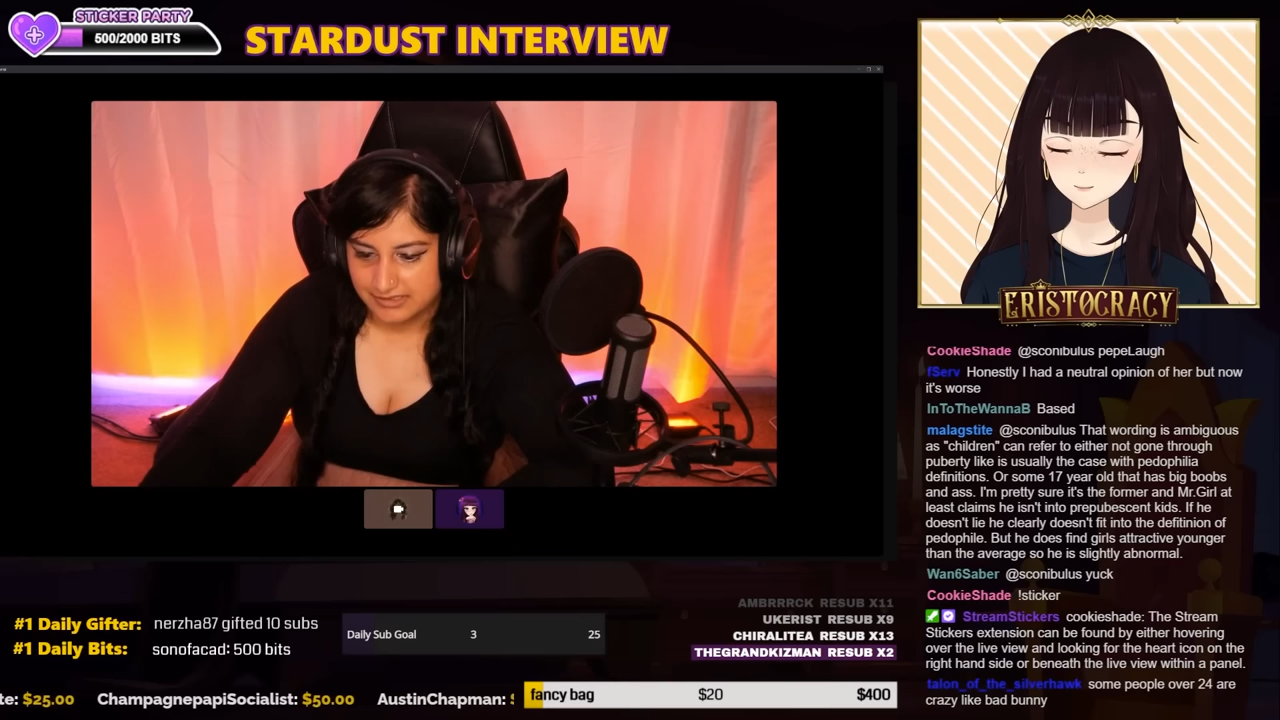 STICKER PARTY
500/2000 BITS
STARDUST INTERVIEW
ERISTOCRACY
CookieShade @sconibulus pepeLaugh
fServ Honestly I had a neutral opinion of her but now
it's worse
InToTheWannaB Based
malagstite @sconibulus That wording is ambiguous
as "children" can refer to either not gone through
puberty like is usually the case with pedophilia
definitions. Or some 17 year old that has big boobs
and ass. I'm pretty sure it's the former and Mr.Girl at
least claims he isn't into prepubescent kids. If he
doesn't lie he clearly doesn't fit into the defitinion of
pedophile. But he does find girls attractive younger
than the average so he is slightly abnormal.
Wan6Saber @sconibulus yuck
CookieShade !sticker
StreamStickers cookieshade: The Stream
Stickers extension can be found by either hovering
over the live view and looking for the heart icon on the
right hand side or beneath the live view within a panel.
talon_of_the_silverhawk some people over 24 are
crazy like bad bunny
#1 Daily Gifter: nerzha87 gifted 10 subs
#1 Daily Bits: sonofacad: 500 bits
Daily Sub Goal 3 25
AMBRRRCK RESUB X11
UKERIST RESUB X9
CHIRALITEA RESUB X13
THEGRANDKIZMAN RESUB X2
te: $25.00 ChampagnepapiSocialist: $50.00 AustinChapman: $
fancy bag $20 $400